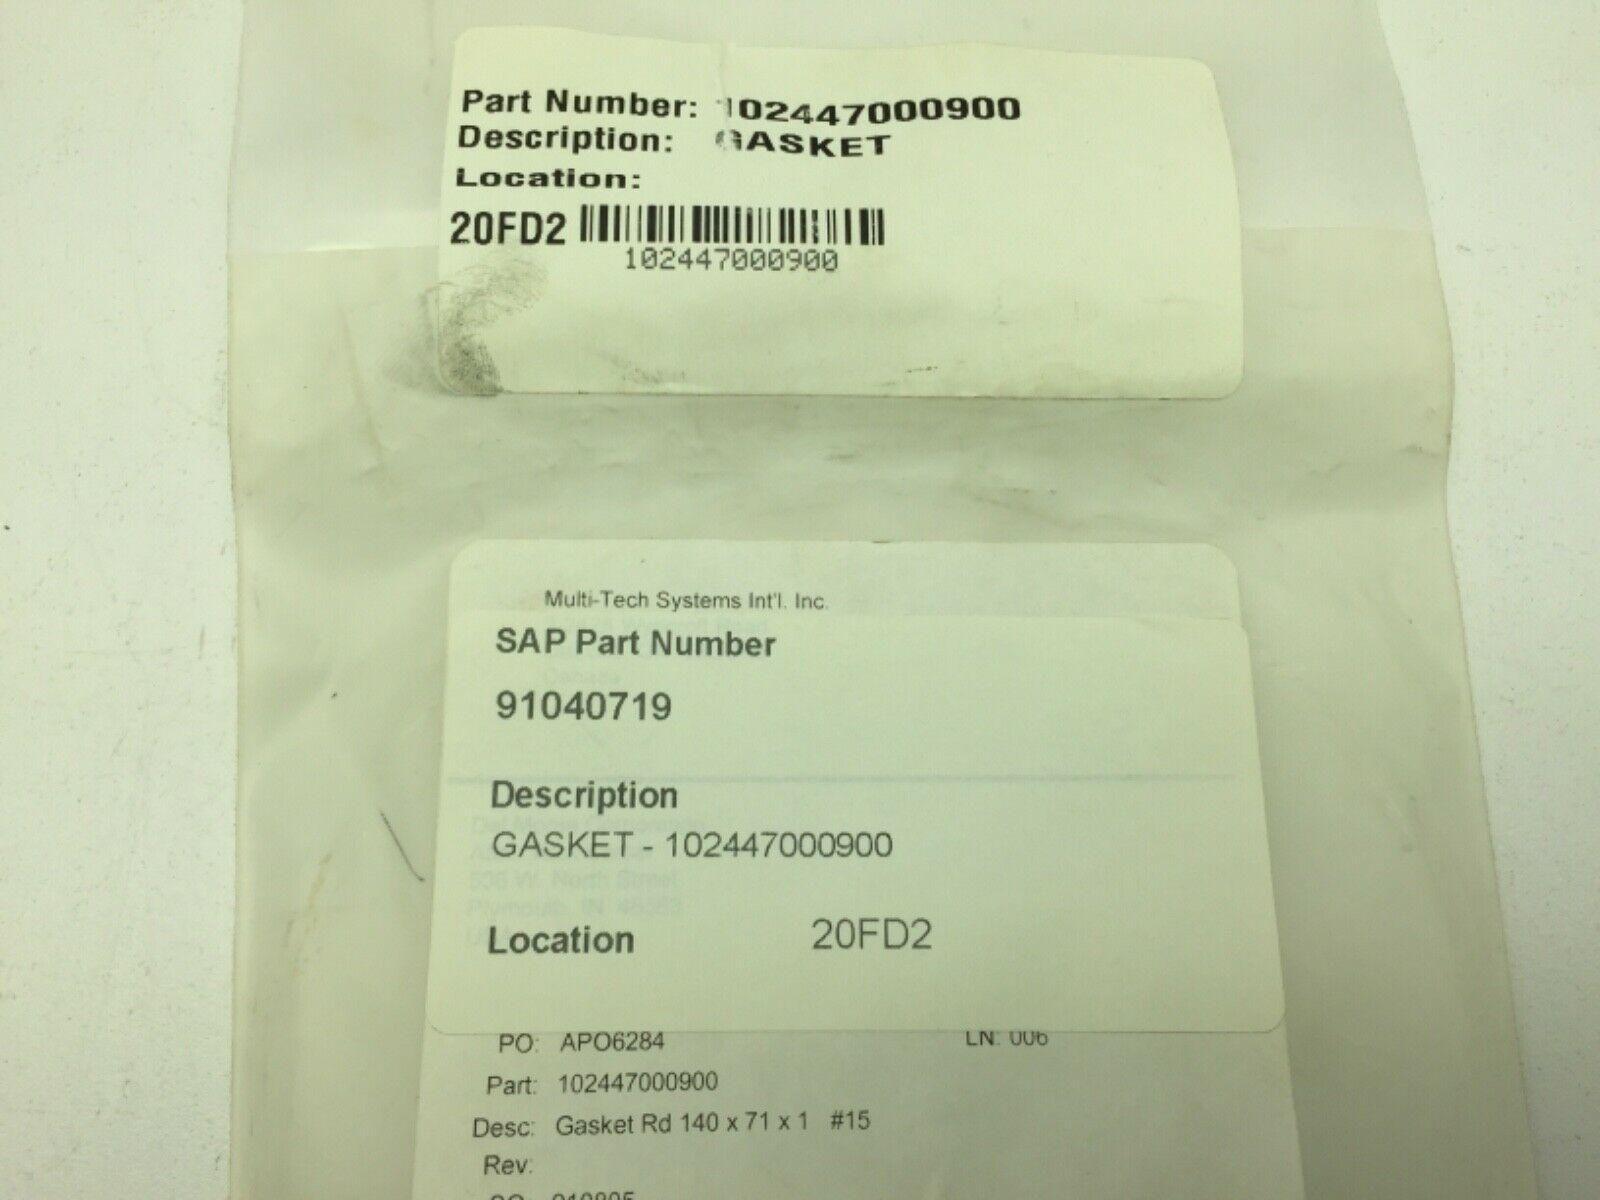 Part Number: 102447000900
Description: GASKET
Location:
20FD2
102447000900
Multi-Tech Systems Int'l. Inc.
SAP Part Number
91040719
Description
GASKET - 102447000900
Location 20FD2
PO: APO6284 LN: 006
Part: 102447000900
Desc: Gasket Rd 140 x 71 x 1 #15
Rev: